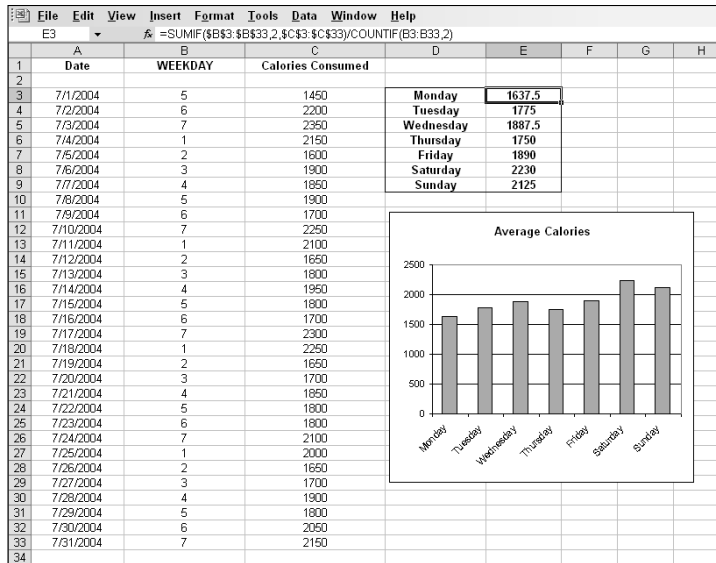 File Edit View Insert Format Tools Data Window Help
E3 fx =SUMIF($B$3:$B$33,2,$C$3:$C$33)/COUNTIF(B3:B33,2)
A B C D E F G H
1 Date WEEKDAY Calories Consumed
2
3 7/1/2004 5 1450 Monday 1637.5
4 7/2/2004 6 2200 Tuesday 1775
5 7/3/2004 7 2350 Wednesday 1887.5
6 7/4/2004 1 2150 Thursday 1750
7 7/5/2004 2 1600 Friday 1890
8 7/6/2004 3 1900 Saturday 2230
9 7/7/2004 4 1850 Sunday 2125
10 7/8/2004 5 1900
11 7/9/2004 6 1700
12 7/10/2004 7 2250
13 7/11/2004 1 2100
14 7/12/2004 2 1650
15 7/13/2004 3 1800
16 7/14/2004 4 1950
17 7/15/2004 5 1800
18 7/16/2004 6 1700
19 7/17/2004 7 2300
20 7/18/2004 1 2250
21 7/19/2004 2 1650
22 7/20/2004 3 1700
23 7/21/2004 4 1850
24 7/22/2004 5 1800
25 7/23/2004 6 1800
26 7/24/2004 7 2100
27 7/25/2004 1 2000
28 7/26/2004 2 1650
29 7/27/2004 3 1700
30 7/28/2004 4 1900
31 7/29/2004 5 1800
32 7/30/2004 6 2050
33 7/31/2004 7 2150
34
Average Calories
2500
2000
1500
1000
500
0
Monday Tuesday Wednesday Thursday Friday Saturday Sunday